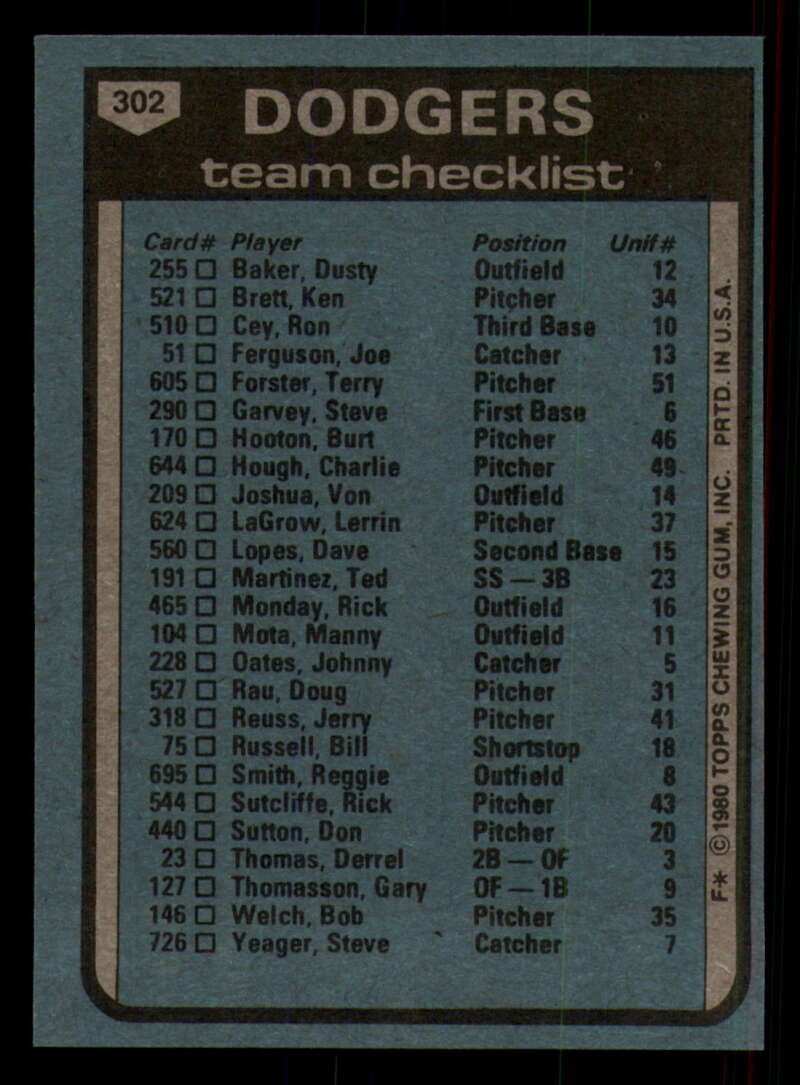 302
DODGERS
team checklist
Card# Player Position Unif#
255 □ Baker, Dusty Outfield 12
521 □ Brett, Ken Pitcher 34
510 □ Cey, Ron Third Base 10
51 □ Ferguson, Joe Catcher 13
605 □ Forster, Terry Pitcher 51
290 □ Garvey, Steve First Base 6
170 □ Hooton, Burt Pitcher 46
644 □ Hough, Charlie Pitcher 49
209 □ Joshua, Von Outfield 14
624 □ LaGrow, Lerrin Pitcher 37
560 □ Lopes, Dave Second Base 15
191 □ Martinez, Ted SS — 3B 23
465 □ Monday, Rick Outfield 16
104 □ Mota, Manny Outfield 11
228 □ Oates, Johnny Catcher 5
527 □ Rau, Doug Pitcher 31
318 □ Reuss, Jerry Pitcher 41
75 □ Russell, Bill Shortstop 18
695 □ Smith, Reggie Outfield 8
544 □ Sutcliffe, Rick Pitcher 43
440 □ Sutton, Don Pitcher 20
23 □ Thomas, Derrel 2B — OF 3
127 □ Thomasson, Gary OF — 1B 9
146 □ Welch, Bob Pitcher 35
726 □ Yeager, Steve Catcher 7
F* ©1980 TOPPS CHEWING GUM, INC. PRTD. IN U.S.A.